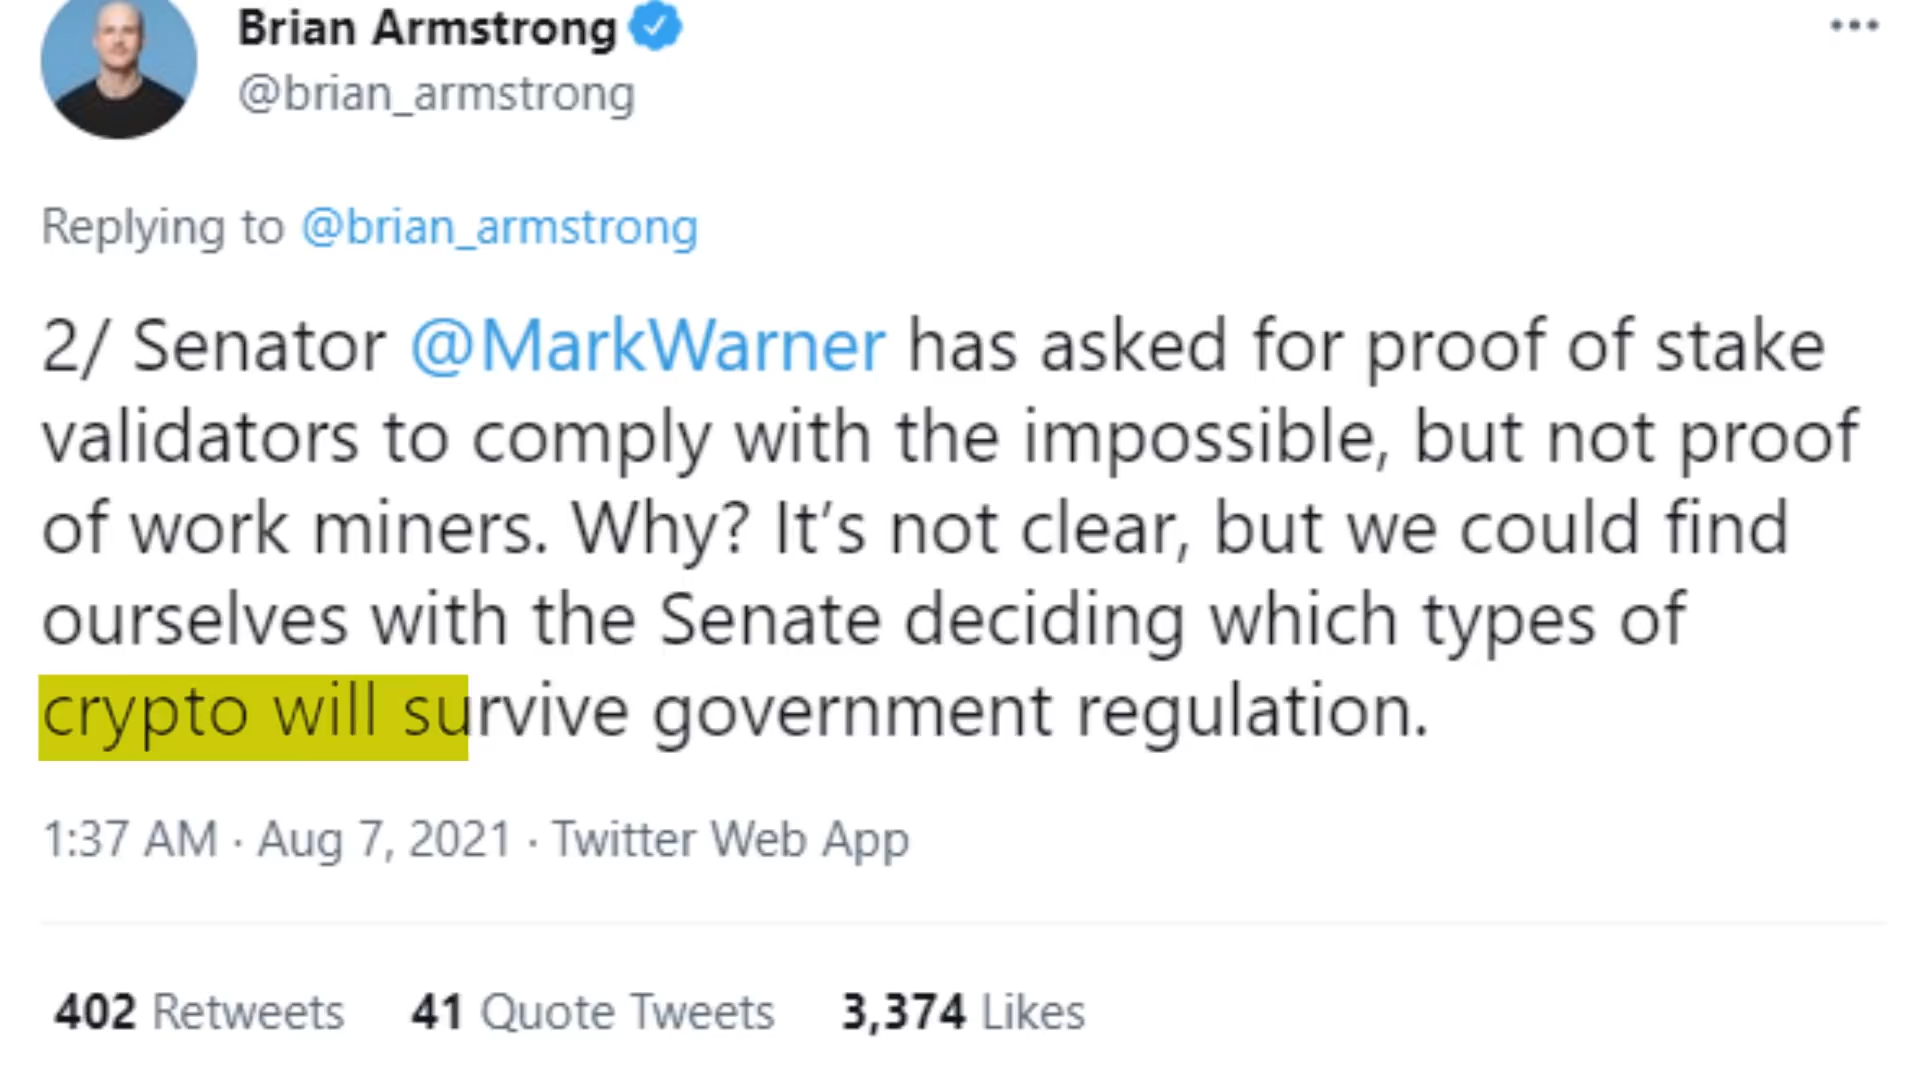 Brian Armstrong
@brian_armstrong
Replying to @brian_armstrong
2/ Senator @MarkWarner has asked for proof of stake
validators to comply with the impossible, but not proof
of work miners. Why? It’s not clear, but we could find
ourselves with the Senate deciding which types of
crypto will survive government regulation.
1:37 AM · Aug 7, 2021 · Twitter Web App
402 Retweets 41 Quote Tweets 3,374 Likes